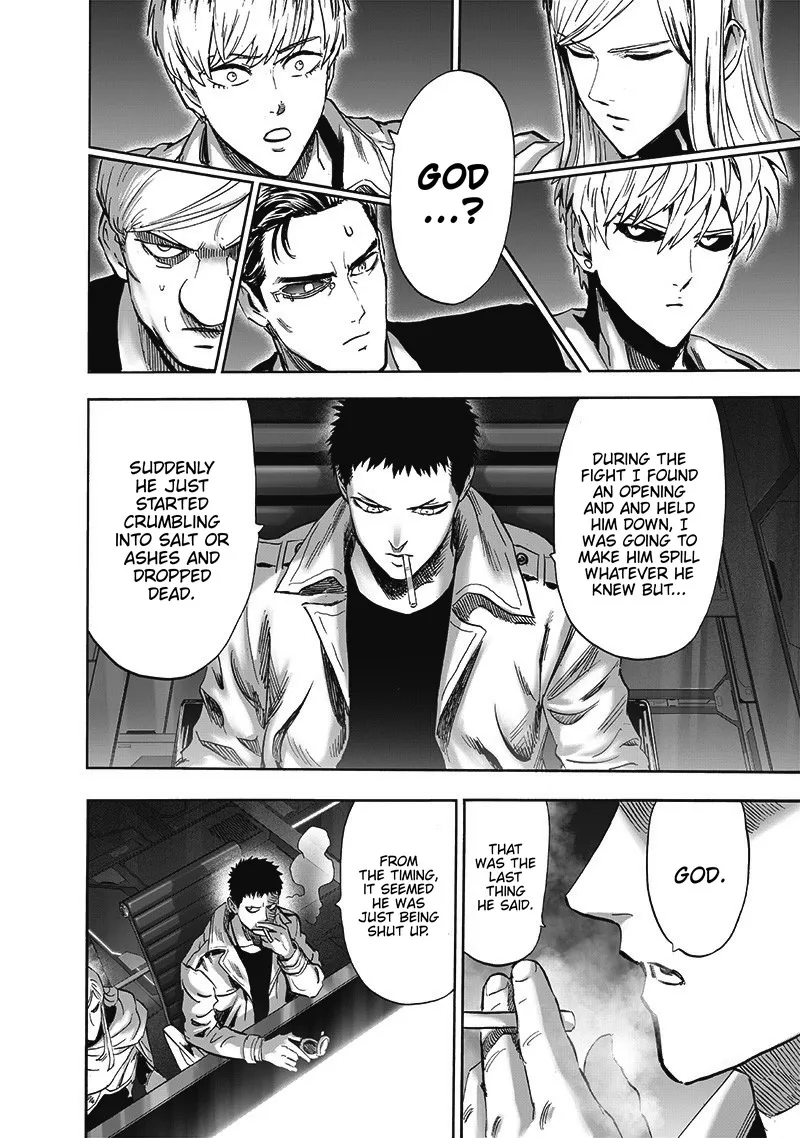 GOD
...?
DURING THE
FIGHT I FOUND
AN OPENING
AND AND HELD
HIM DOWN, I
WAS GOING TO
MAKE HIM SPILL
WHATEVER HE
KNEW BUT...
SUDDENLY
HE JUST
STARTED
CRUMBLING
INTO SALT OR
ASHES AND
DROPPED
DEAD.
GOD.
THAT
WAS THE
LAST
THING
HE SAID.
FROM
THE TIMING,
IT SEEMED
HE WAS
JUST BEING
SHUT UP.